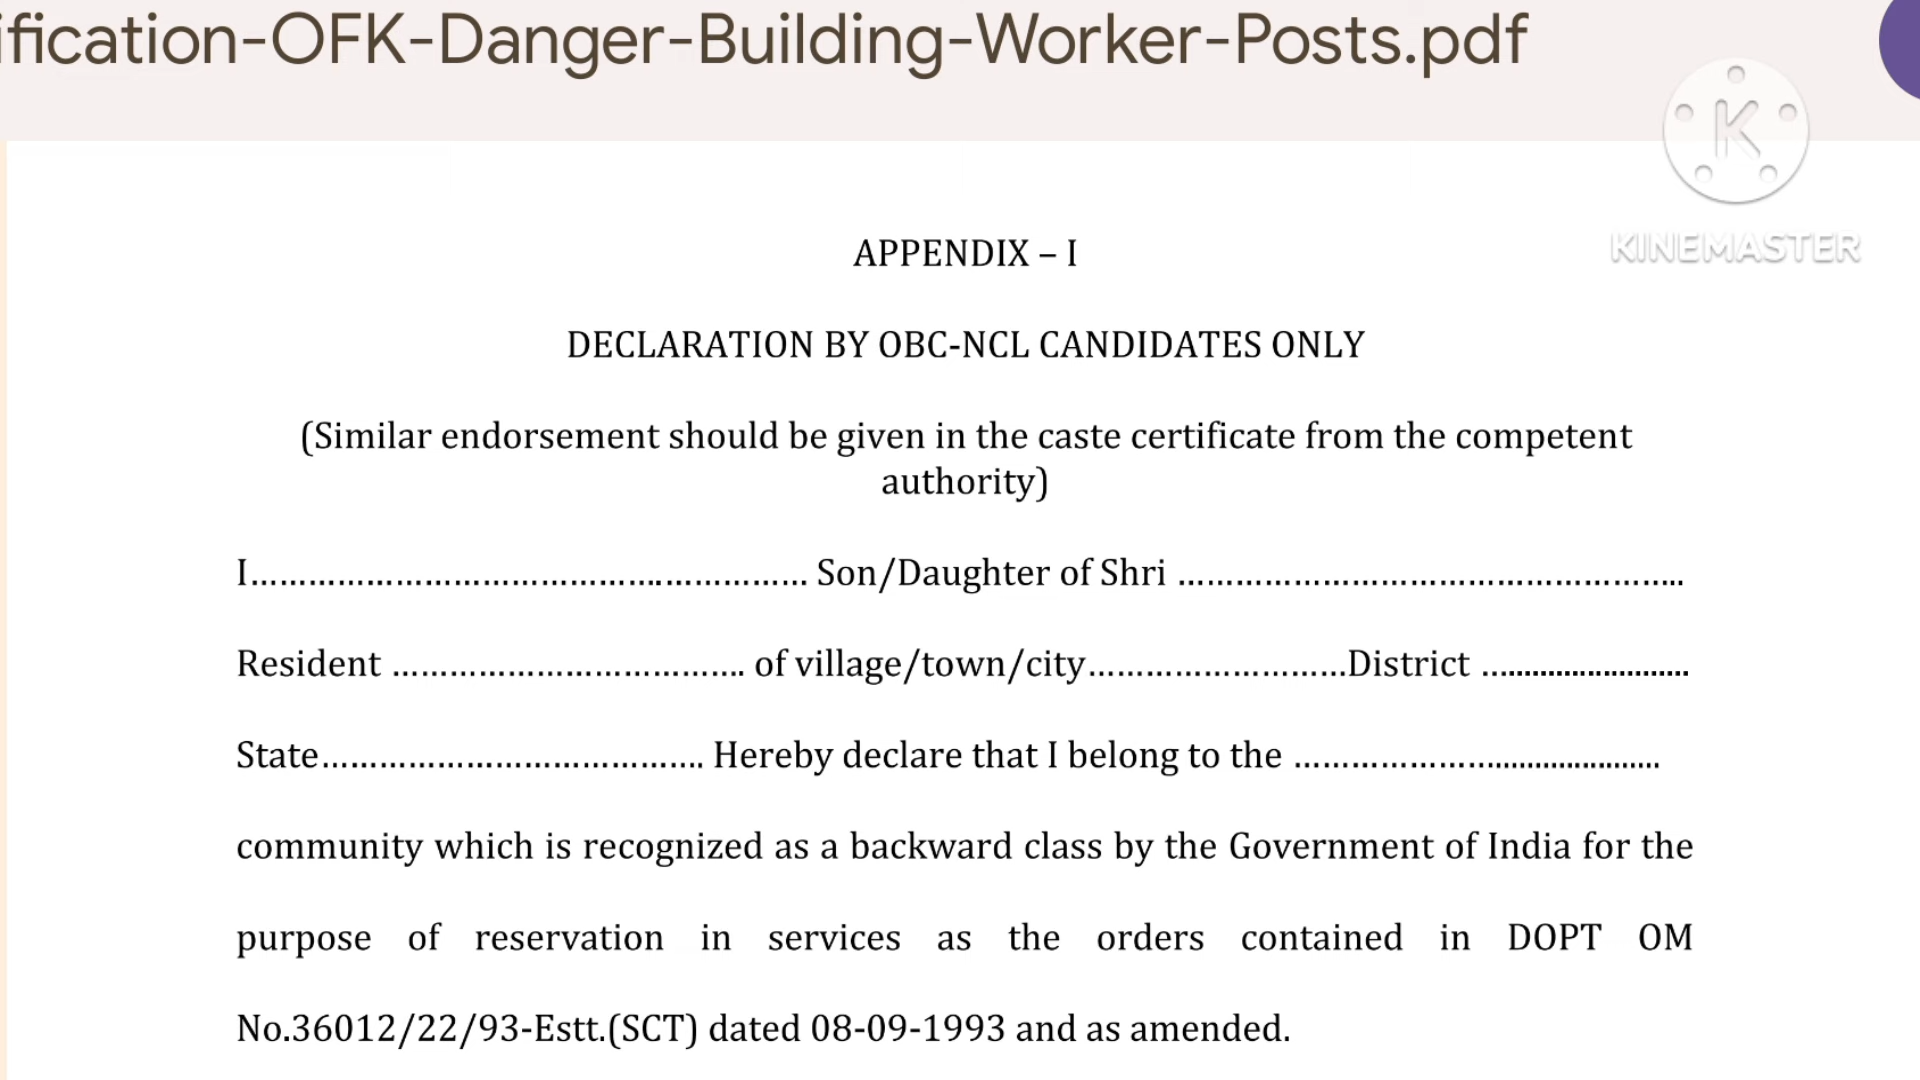 ification-OFK-Danger-Building-Worker-Posts.pdf
K
KINEMASTER
APPENDIX – I
DECLARATION BY OBC-NCL CANDIDATES ONLY
(Similar endorsement should be given in the caste certificate from the competent
authority)
I……………………………………..…………… Son/Daughter of Shri ……………………………………………..
Resident ………………………………. of village/town/city………………………District ….......................
State…………………………………. Hereby declare that I belong to the …………………....................
community which is recognized as a backward class by the Government of India for the
purpose of reservation in services as the orders contained in DOPT OM
No.36012/22/93-Estt.(SCT) dated 08-09-1993 and as amended.